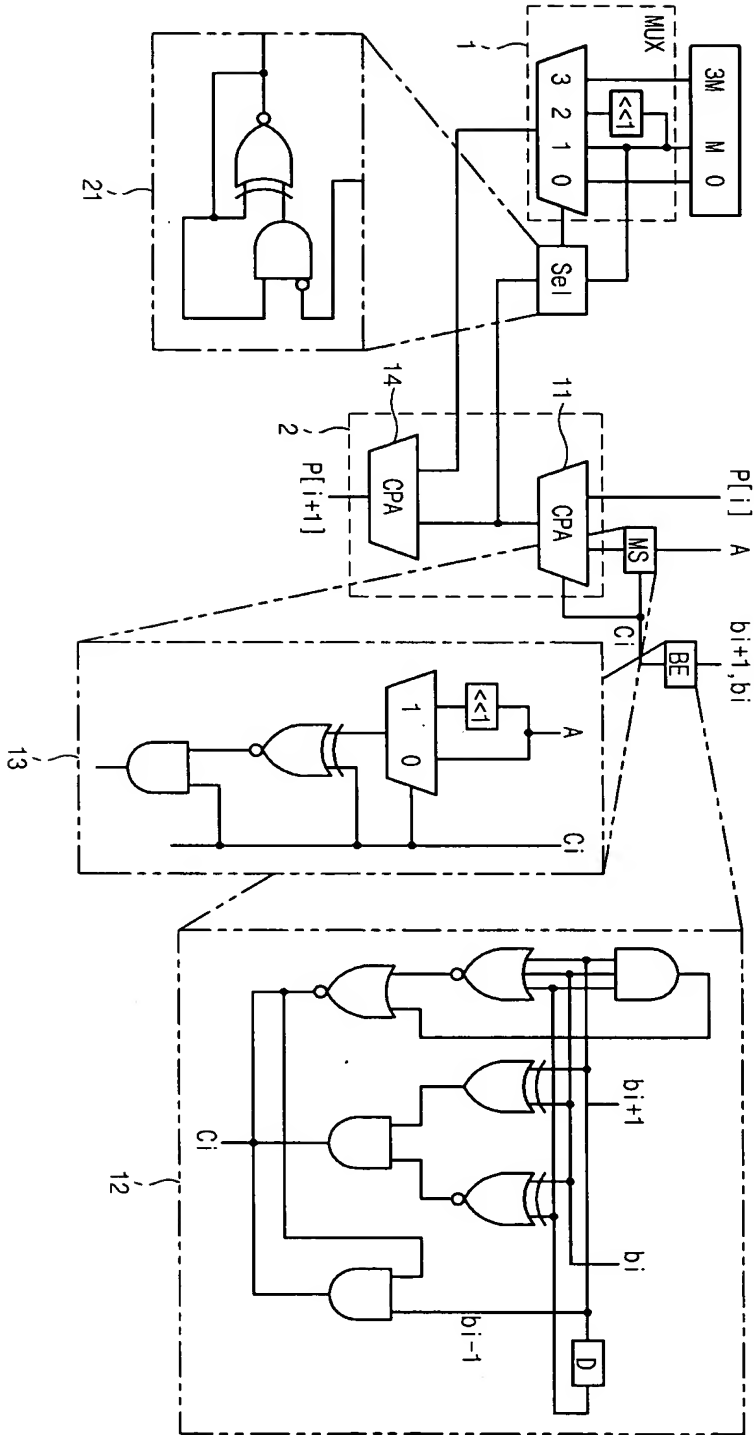 3M M 0
MUX
1
<<1
3 2 1 0
Sel
21
P[i]
A
bi+1,bi
BE
MS
Ci
11
CPA
2
14
CPA
P[i+1]
A
Ci
<<1
1 0
13
bi+1
bi
D
bi-1
Ci
12